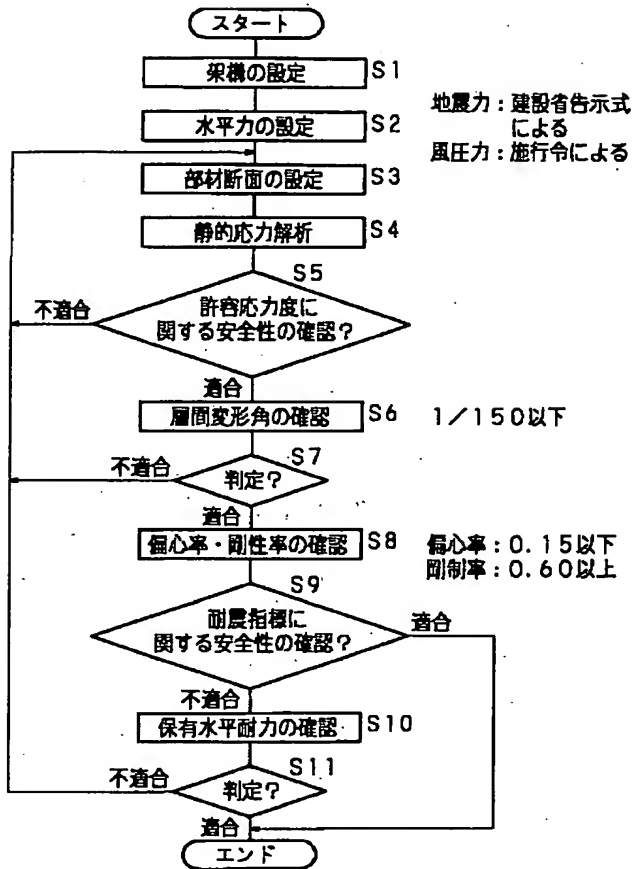 スタート
架構の設定 S1
水平力の設定 S2
地震力：建設省告示式
による
風圧力：施行令による
部材断面の設定 S3
静的応力解析 S4
S5
不適合
許容応力度に
関する安全性の確認？
適合
層間変形角の確認 S6 1／150以下
S7
不適合
判定？
適合
偏心率・剛性率の確認 S8 偏心率：0.15以下
剛制率：0.60以上
S9
耐震指標に
関する安全性の確認？
適合
不適合
保有水平耐力の確認 S10
S11
不適合
判定？
適合
エンド